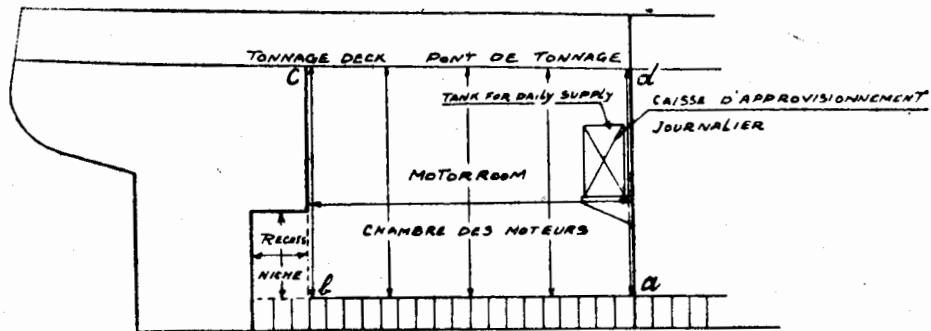 TONNAGE DECK PONT DE TONNAGE
c d
TANK FOR DAILY SUPPLY
CAISSE D'APPROVISIONNEMENT
JOURNALIER
MOTORROOM
CHAMBRE DES MOTEURS
RECESS
NICHE
b a